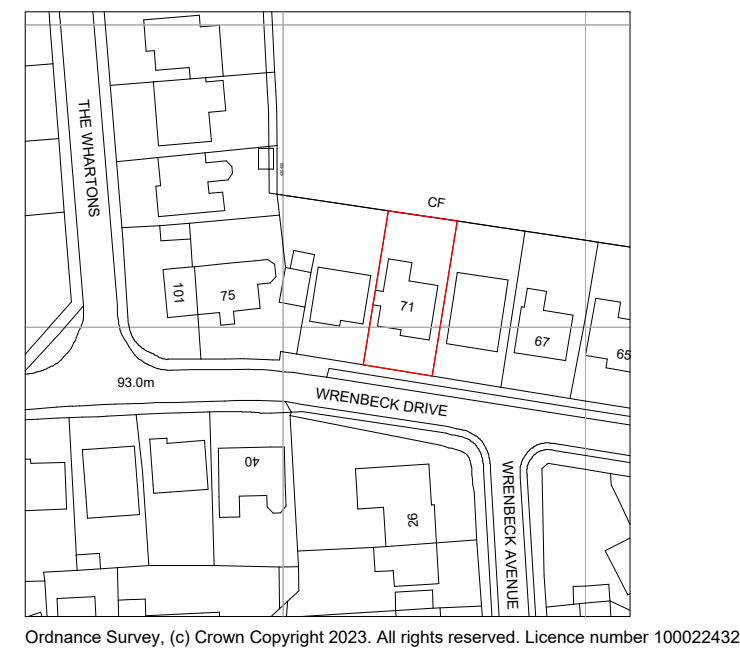 THE WHARTONS
CF
101
75
71
67
65
93.0m
WRENBECK DRIVE
40
26
WRENBECK AVENUE
Ordnance Survey, (c) Crown Copyright 2023. All rights reserved. Licence number 100022432